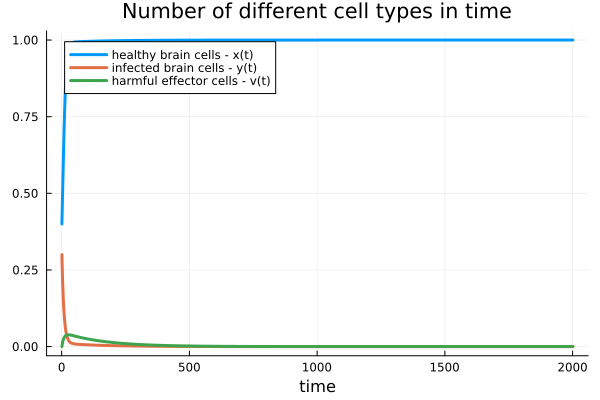 Number of different cell types in time
1.00
0.75
0.50
0.25
0.00
healthy brain cells - x(t)
infected brain cells - y(t)
harmful effector cells - v(t)
0 500 1000 1500 2000
time